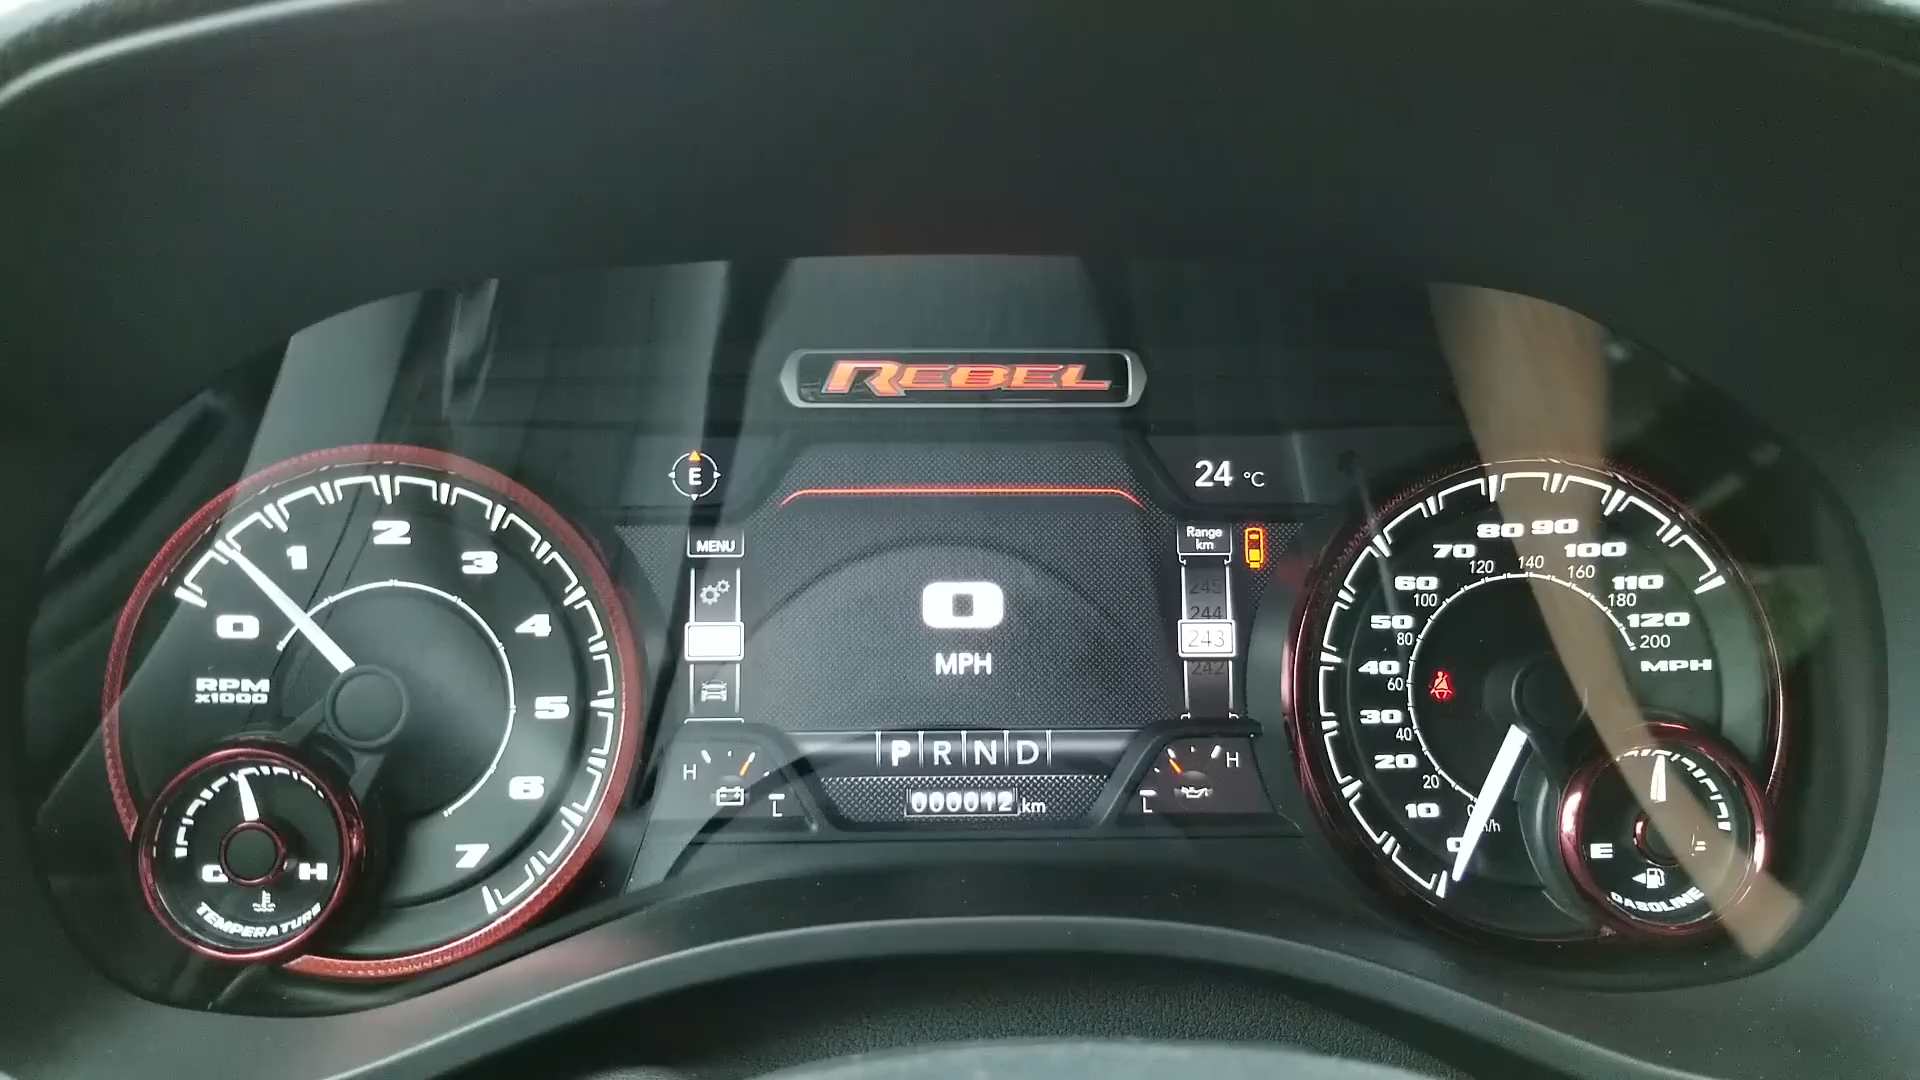 REBEL
E
24 °C
MENU
Range
km
245
244
243
242
0
MPH
PRND
000012 km
H
L
H
L
0
1
2
3
4
5
6
7
RPM
x1000
C
H
TEMPERATURE
0
10
20
30
40
50
60
70
80
90
100
110
120
MPH
20
40
60
80
100
120
140
160
180
200
E
GASOLINE